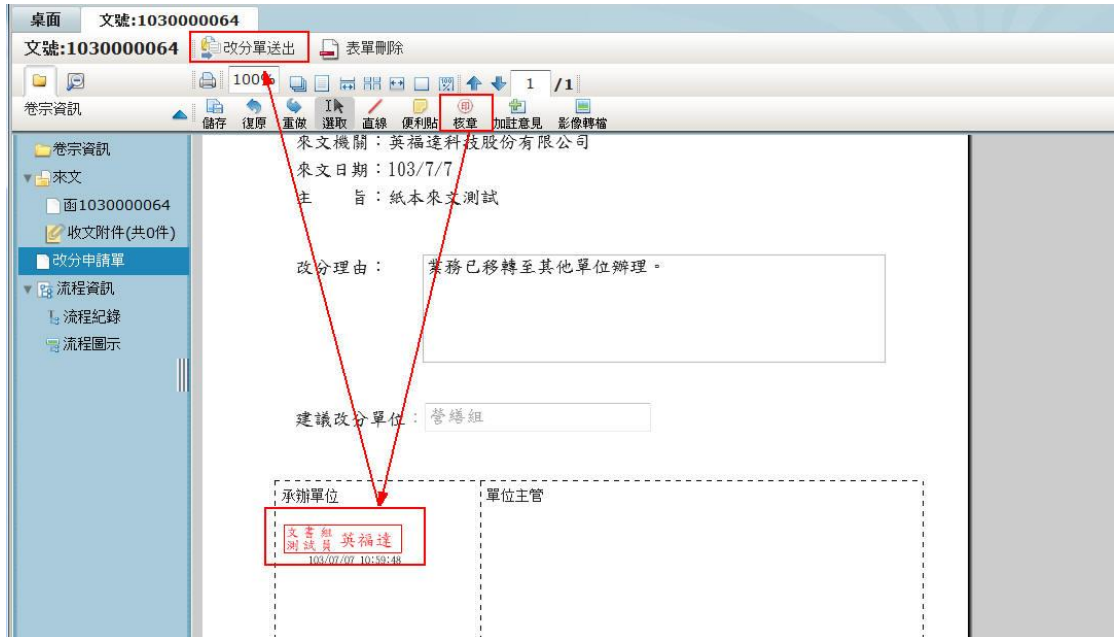 桌面 文號:1030000064
文號:1030000064 改分單送出 表單刪除
100% 1 /1
卷宗資訊
儲存 復原 重做 選取 直線 便利貼 核章 加註意見 影像轉檔
卷宗資訊
來文
函1030000064
收文附件(共0件)
改分申請單
流程資訊
流程紀錄
流程圖示
來文機關：英福達科技股份有限公司
來文日期：103/7/7
主 旨：紙本來文測試
改分理由： 業務已移轉至其他單位辦理。
建議改分單位： 營繕組
承辦單位 單位主管
文書組
測試員 英福達
103/07/07 10:59:48